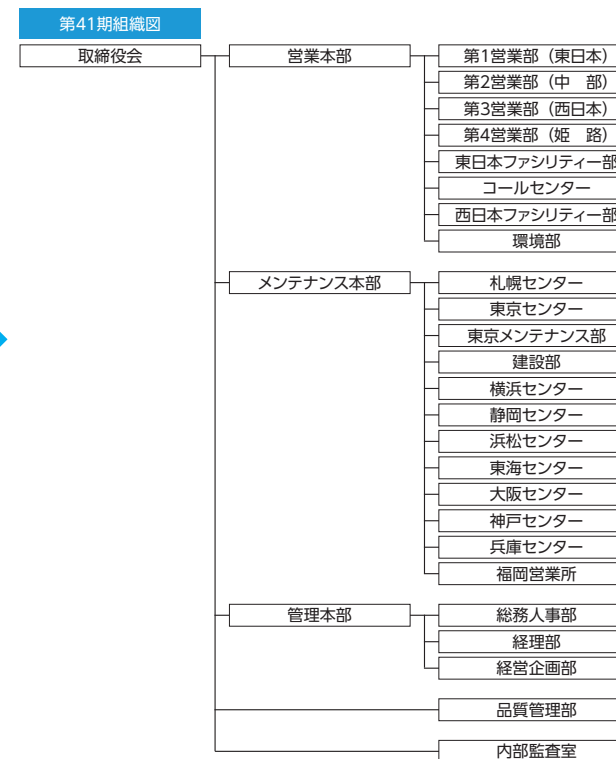 第41期組織図
取締役会
営業本部
第1営業部（東日本）
第2営業部（中　部）
第3営業部（西日本）
第4営業部（姫　路）
東日本ファシリティー部
コールセンター
西日本ファシリティー部
環境部
メンテナンス本部
札幌センター
東京センター
東京メンテナンス部
建設部
横浜センター
静岡センター
浜松センター
東海センター
大阪センター
神戸センター
兵庫センター
福岡営業所
管理本部
総務人事部
経理部
経営企画部
品質管理部
内部監査室